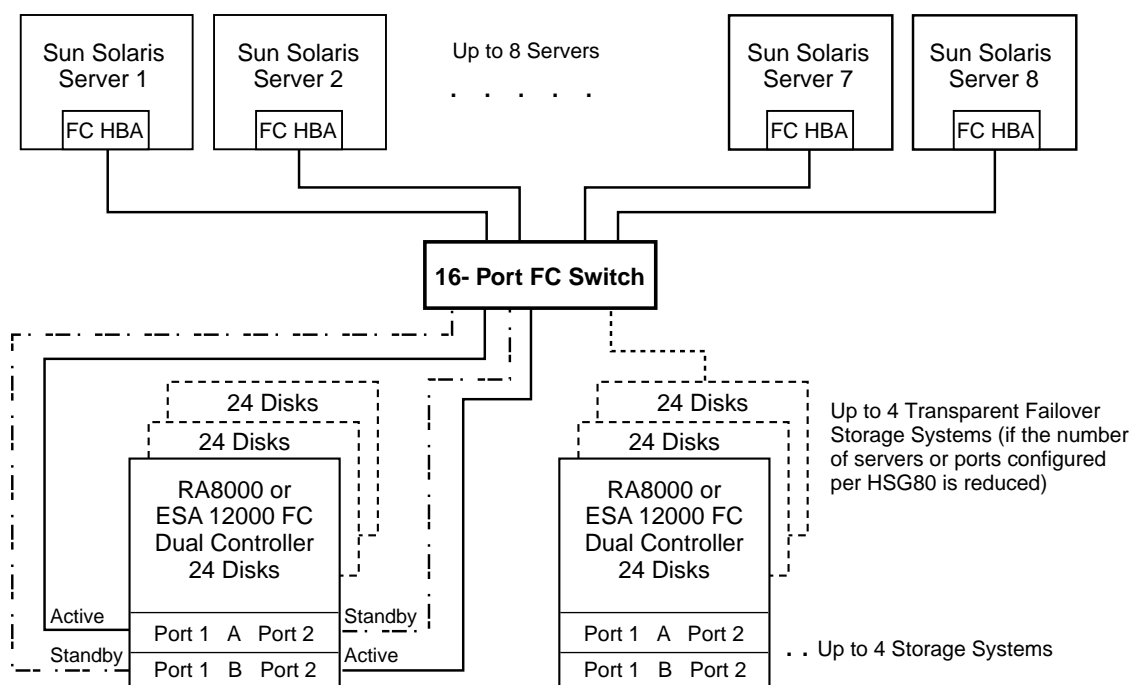 Sun Solaris
Server 1
FC HBA
Sun Solaris
Server 2
FC HBA
Up to 8 Servers
. . . . .
Sun Solaris
Server 7
FC HBA
Sun Solaris
Server 8
FC HBA
16- Port FC Switch
24 Disks
24 Disks
RA8000 or
ESA 12000 FC
Dual Controller
24 Disks
Active
Standby
Port 1 A Port 2
Port 1 B Port 2
Standby
Active
24 Disks
24 Disks
RA8000 or
ESA 12000 FC
Dual Controller
24 Disks
Port 1 A Port 2
Port 1 B Port 2
Up to 4 Transparent Failover
Storage Systems (if the number
of servers or ports configured
per HSG80 is reduced)
. . Up to 4 Storage Systems